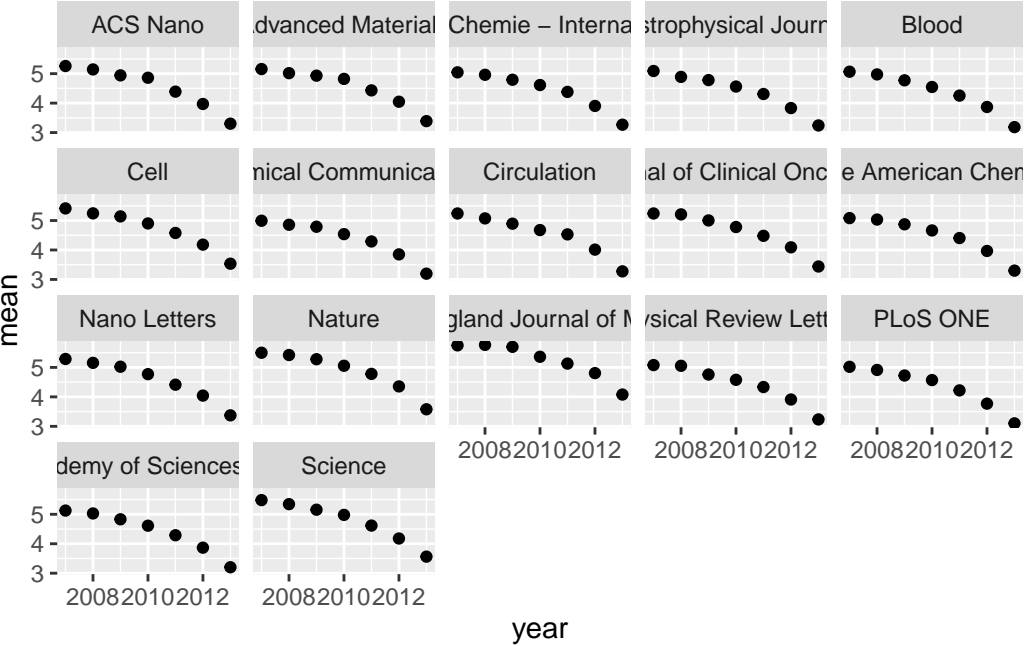 ACS Nano
dvanced Material
Chemie – Interna
strophysical Journ
Blood
5
4
3
Cell
mical Communica
Circulation
al of Clinical Onc
e American Chem
5
4
3
mean
Nano Letters
Nature
gland Journal of M
ysical Review Lett
PLoS ONE
5
4
3
2008 2010 2012
2008 2010 2012
2008 2010 2012
demy of Sciences
Science
5
4
3
2008 2010 2012
2008 2010 2012
year